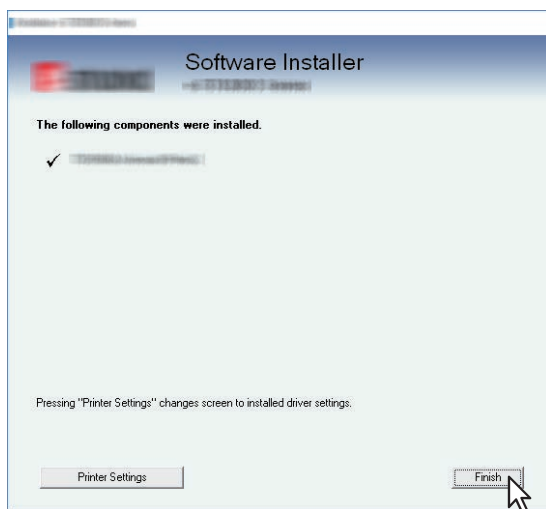 Software Installer
The following components were installed.
Pressing "Printer Settings" changes screen to installed driver settings.
Printer Settings
Finish